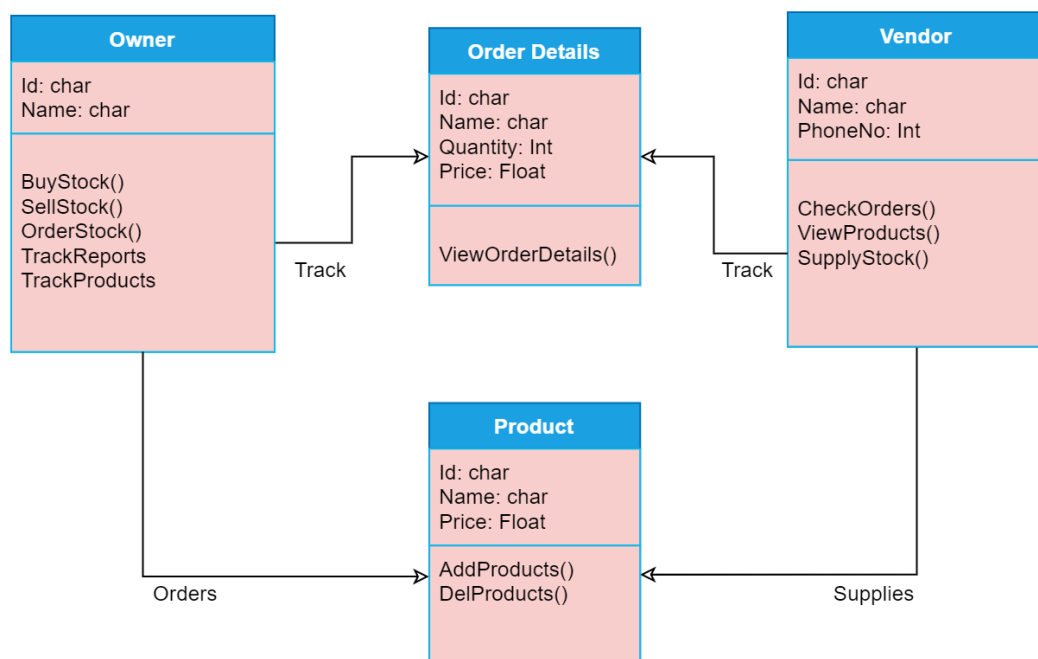 Owner
Id: char
Name: char
BuyStock()
SellStock()
OrderStock()
TrackReports
TrackProducts
Track
Order Details
Id: char
Name: char
Quantity: Int
Price: Float
ViewOrderDetails()
Vendor
Id: char
Name: char
PhoneNo: Int
CheckOrders()
ViewProducts()
SupplyStock()
Track
Product
Id: char
Name: char
Price: Float
AddProducts()
DelProducts()
Orders
Supplies